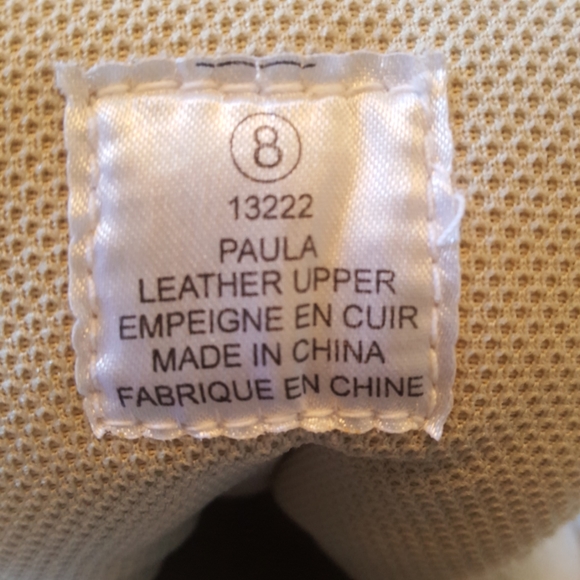 8
13222
PAULA
LEATHER UPPER
EMPEIGNE EN CUIR
MADE IN CHINA
FABRIQUE EN CHINE